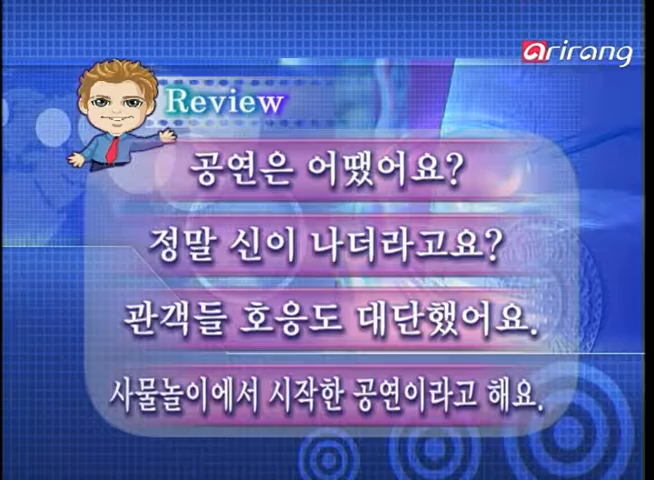 arirang
Review
공연은 어땠어요?
정말 신이 나더라고요?
관객들 호응도 대단했어요.
사물놀이에서 시작한 공연이라고 해요.